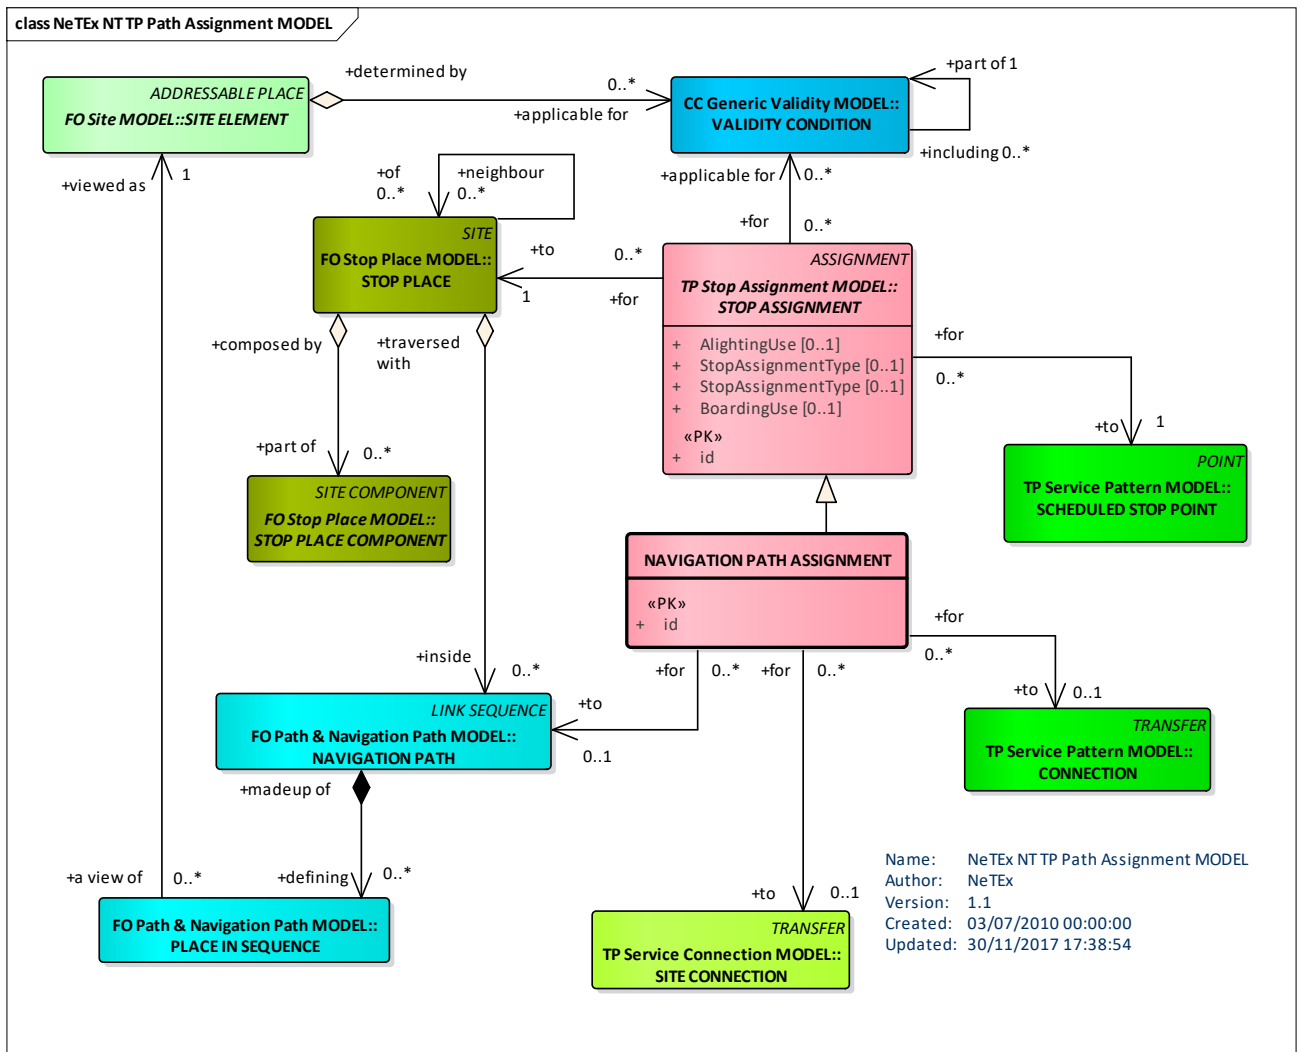 class NeTEx NT TP Path Assignment MODEL
+determined by
0..*
+applicable for
ADDRESSABLE PLACE
FO Site MODEL::SITE ELEMENT
CC Generic Validity MODEL::
VALIDITY CONDITION
+part of 1
+including 0..*
+viewed as
1
+of
0..*
+neighbour
0..*
+applicable for
0..*
+for
0..*
SITE
FO Stop Place MODEL::
STOP PLACE
+to
1
0..*
+for
ASSIGNMENT
TP Stop Assignment MODEL::
STOP ASSIGNMENT
+ AlightingUse [0..1]
+ StopAssignmentType [0..1]
+ StopAssignmentType [0..1]
+ BoardingUse [0..1]
«PK»
+ id
+for
0..*
+to
1
+composed by
+traversed
with
+part of
0..*
SITE COMPONENT
FO Stop Place MODEL::
STOP PLACE COMPONENT
POINT
TP Service Pattern MODEL::
SCHEDULED STOP POINT
NAVIGATION PATH ASSIGNMENT
«PK»
+ id
+for
0..*
+to
0..1
+inside
0..*
+for
0..*
+for
0..*
+to
0..1
LINK SEQUENCE
FO Path & Navigation Path MODEL::
NAVIGATION PATH
TRANSFER
TP Service Pattern MODEL::
CONNECTION
+madeup of
+defining
0..*
+a view of
0..*
FO Path & Navigation Path MODEL::
PLACE IN SEQUENCE
+to
0..1
TRANSFER
TP Service Connection MODEL::
SITE CONNECTION
Name: NeTEx NT TP Path Assignment MODEL
Author: NeTEx
Version: 1.1
Created: 03/07/2010 00:00:00
Updated: 30/11/2017 17:38:54